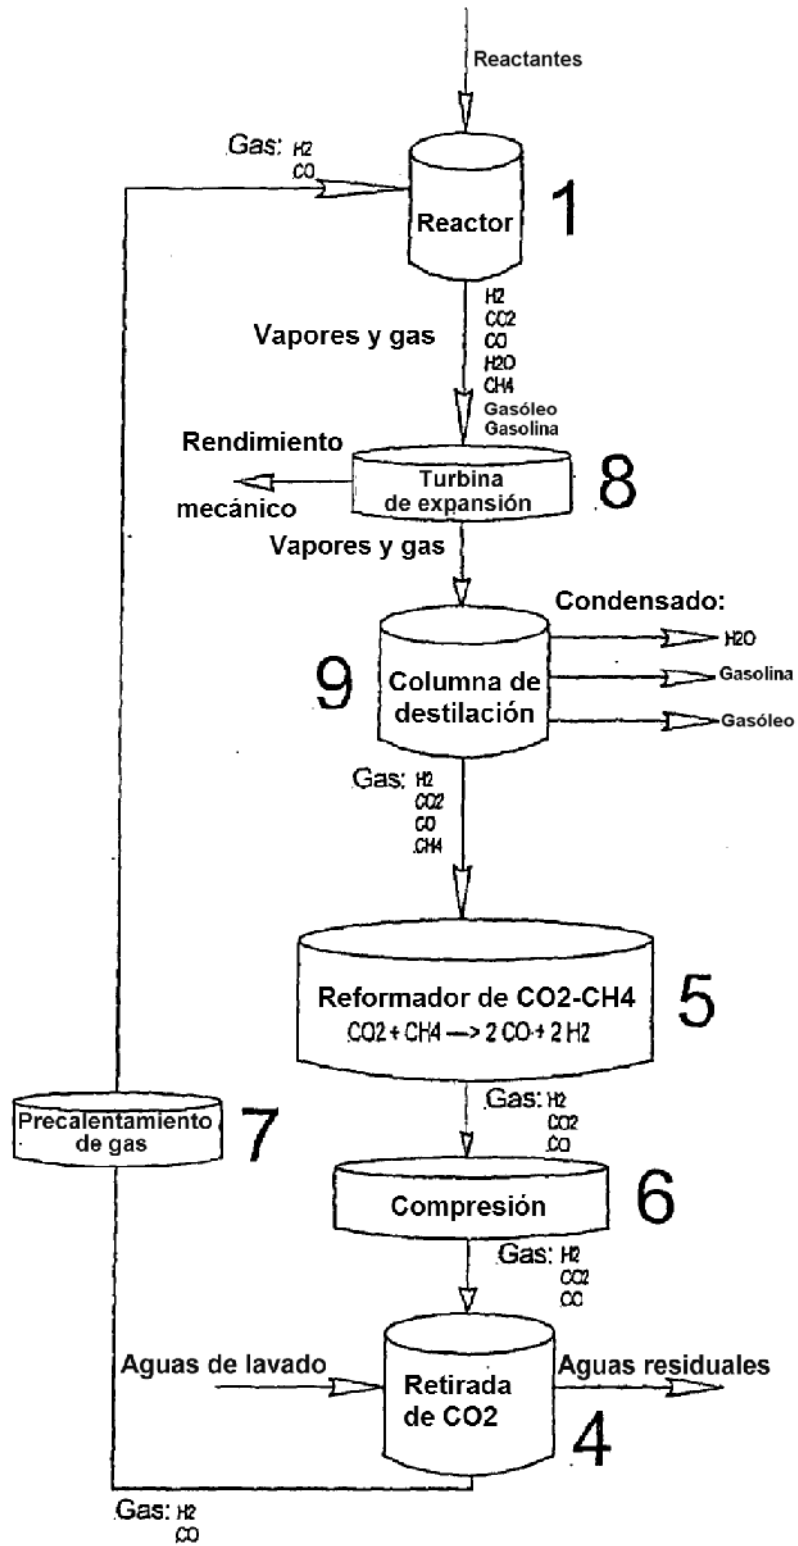 Reactantes
Gas: H2
CO
1
Reactor
H2
CO2
CO
H2O
CH4
Vapores y gas
Gasóleo
Gasolina
Rendimiento
mecánico
8
Turbina
de expansión
Vapores y gas
Condensado:
H2O
9
Columna de
destilación
Gasolina
Gasóleo
Gas: H2
CO2
CO
CH4
5
Reformador de CO2-CH4
CO2 + CH4 —> 2 CO + 2 H2
Gas: H2
CO2
CO
Precalentamiento
de gas
7
6
Compresión
Gas: H2
CO2
CO
Aguas de lavado
Aguas residuales
Retirada
de CO2
4
Gas: H2
CO